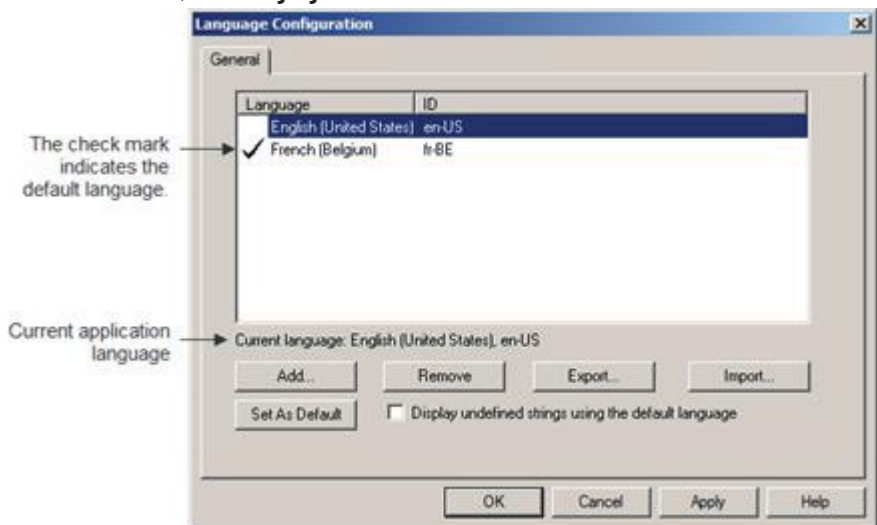 Language Configuration
General
Language ID
English (United States) en-US
French (Belgium) fr-BE
The check mark
indicates the
default language.
Current application
language
Current language: English (United States), en-US
Add... Remove Export... Import...
Set As Default Display undefined strings using the default language
OK Cancel Apply Help